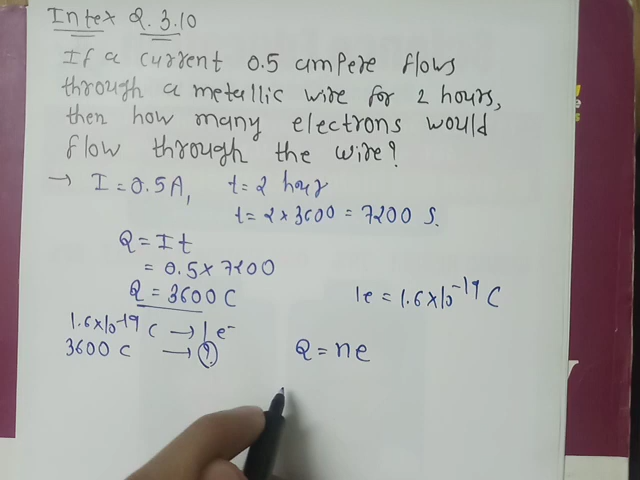 Intex Q.3.10
If a current 0.5 ampere flows
through a metallic wire for 2 hours,
then how many electrons would
flow through the wire?
→ I = 0.5A, t = 2 hour
t = 2 × 3600 = 7200 S.
Q = It
= 0.5 × 7200
Q = 3600 C
1e = 1.6×10⁻¹⁹ C
1.6×10⁻¹⁹ C → 1 e⁻
3600 C → ?
Q = ne